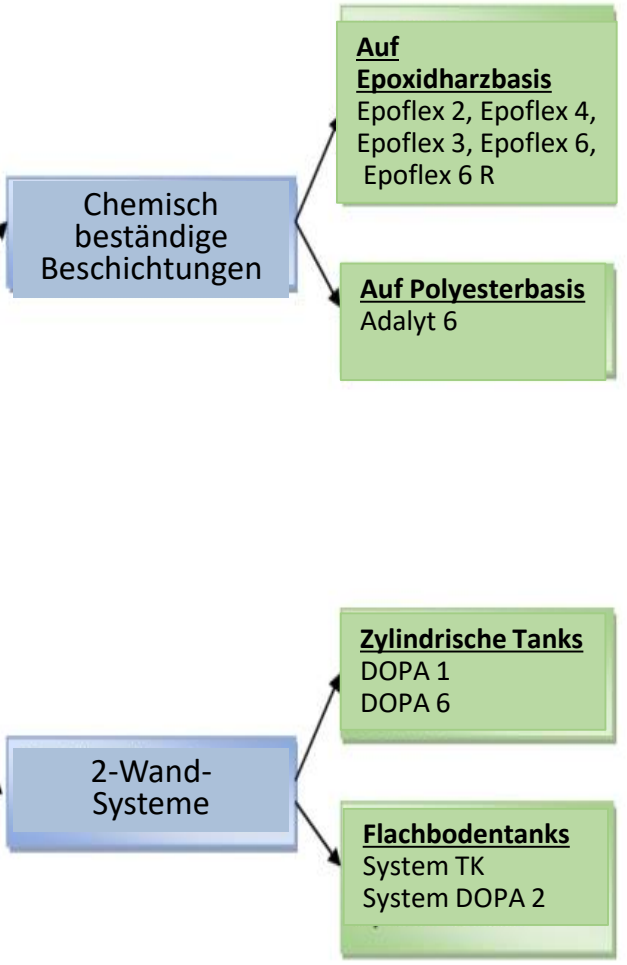 Auf
Epoxidharzbasis
Epoflex 2, Epoflex 4,
Epoflex 3, Epoflex 6,
Epoflex 6 R
Chemisch
beständige
Beschichtungen
Auf Polyesterbasis
Adalyt 6
Zylindrische Tanks
DOPA 1
DOPA 6
2-Wand-
Systeme
Flachbodentanks
System TK
System DOPA 2